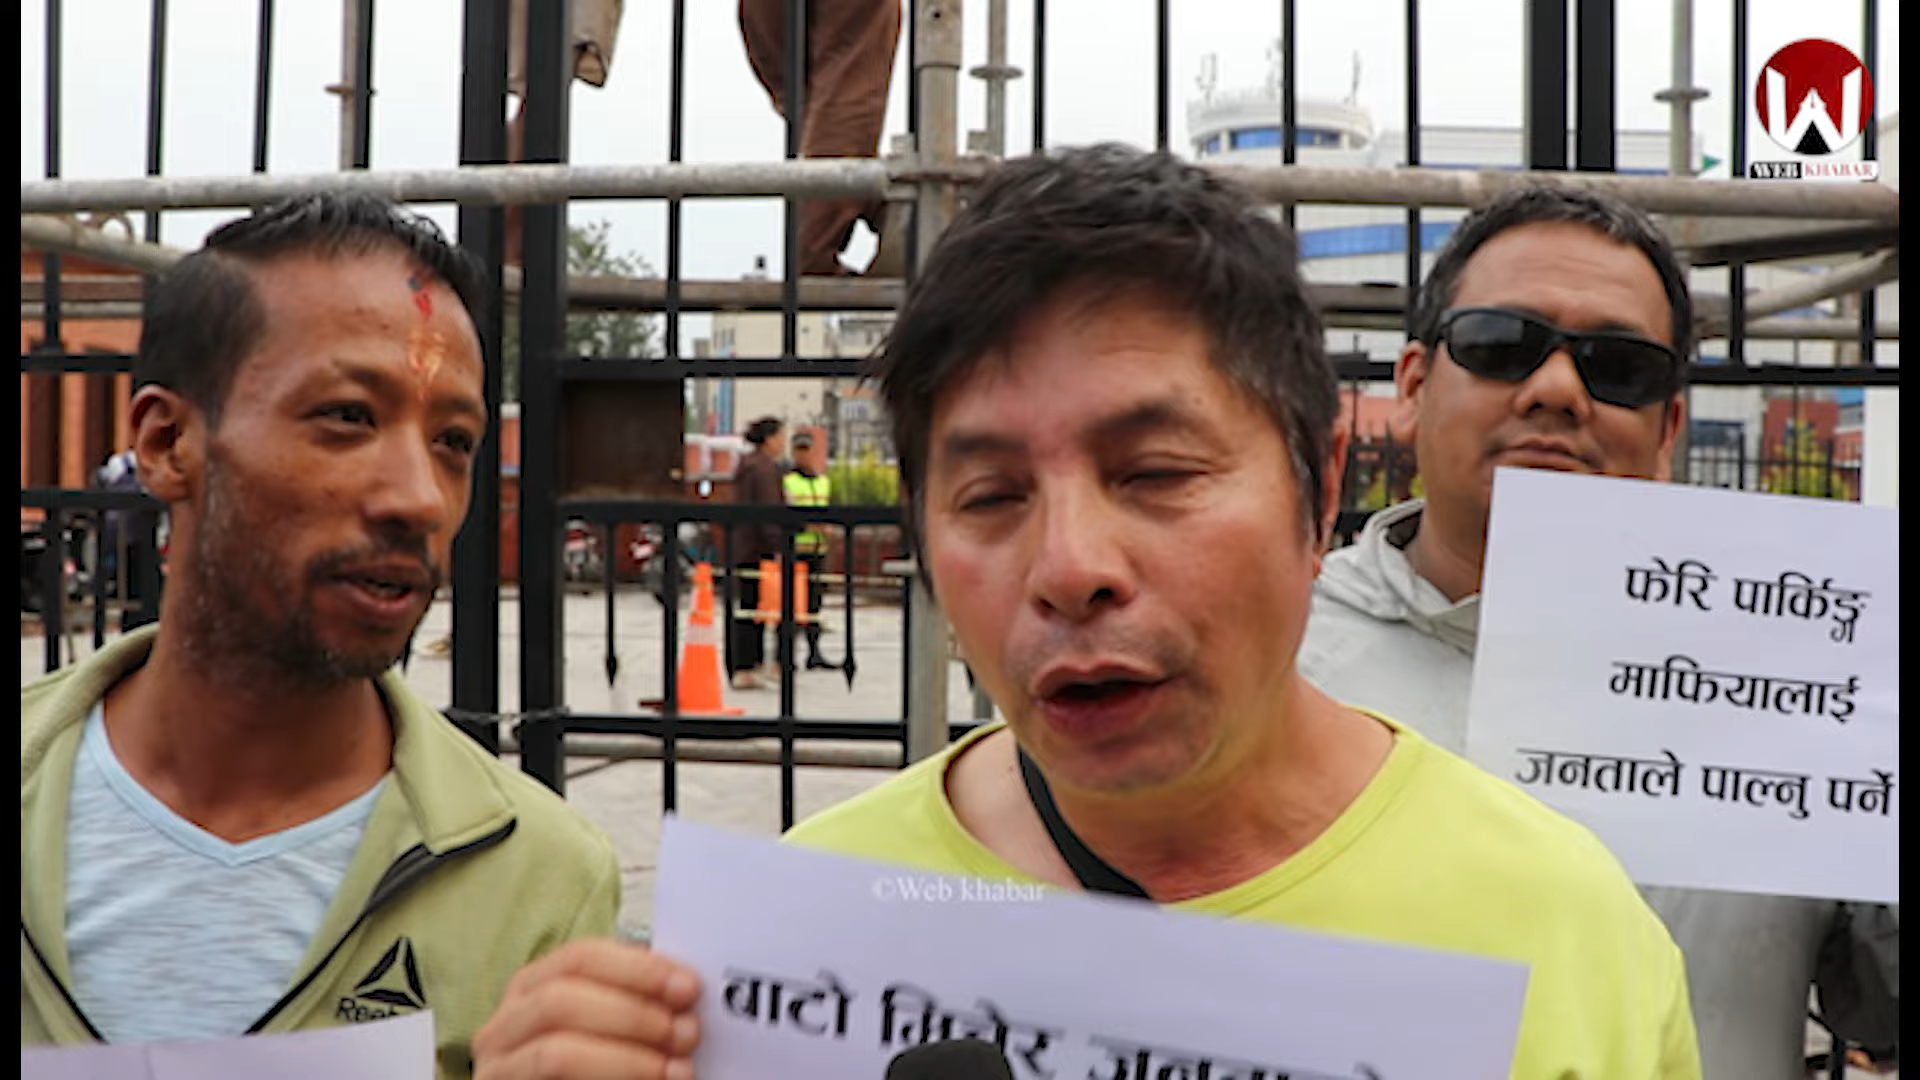 WEB KHABAR
फेरि पार्किङ्ग
माफियालाई
जनताले पाल्नु पर्ने
©Web khabar
बाटो मिचेर
Reebok